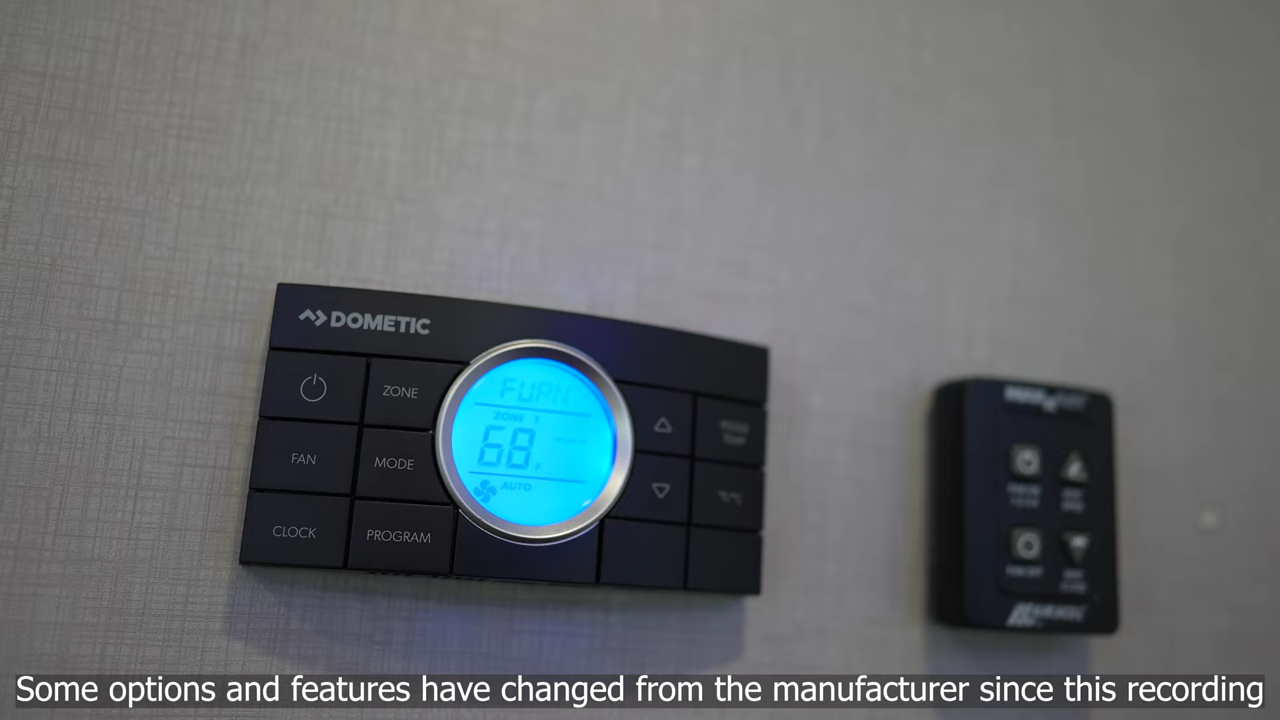 DOMETIC
ZONE
FAN
MODE
CLOCK
PROGRAM
FURN
ZONE 1
68
AUTO
Some options and features have changed from the manufacturer since this recording